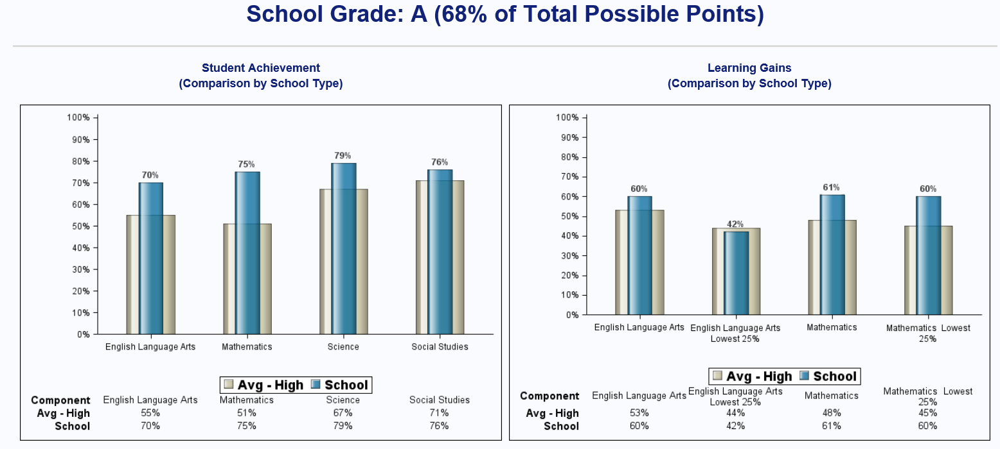 School Grade: A (68% of Total Possible Points)
Student Achievement
(Comparison by School Type)
100%
90%
80%
70%
60%
50%
40%
30%
20%
10%
0%
70%
75%
79%
76%
English Language Arts
Mathematics
Science
Social Studies
Avg - High School
Component English Language Arts Mathematics Science Social Studies
Avg - High 55% 51% 67% 71%
School 70% 75% 79% 76%
Learning Gains
(Comparison by School Type)
100%
90%
80%
70%
60%
50%
40%
30%
20%
10%
0%
60%
42%
61%
60%
English Language Arts
English Language Arts
Lowest 25%
Mathematics
Mathematics Lowest
25%
Avg - High School
Component English Language Arts English Language Arts Lowest 25% Mathematics Mathematics Lowest 25%
Avg - High 53% 44% 48% 45%
School 60% 42% 61% 60%